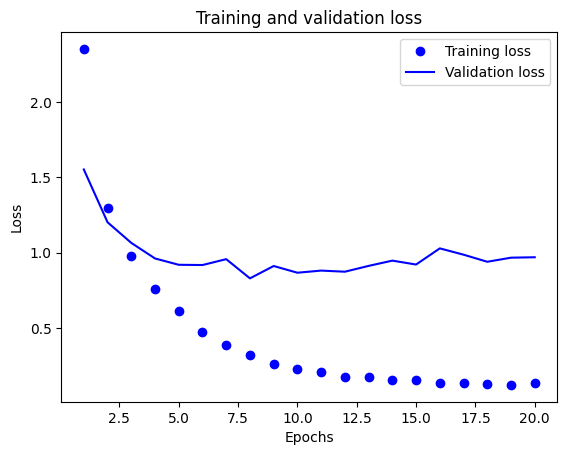 Training and validation loss
Training loss
Validation loss
2.0
1.5
1.0
0.5
Loss
2.5
5.0
7.5
10.0
12.5
15.0
17.5
20.0
Epochs